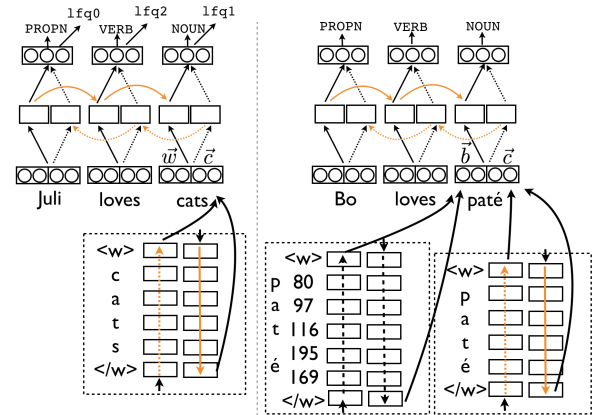 lfq0 lfq2 lfq1
PROPN VERB NOUN
w c
Juli loves cats
<w>
c
a
t
s
</w>
PROPN VERB NOUN
b c
Bo loves paté
<w>
p 80
a 97
t 116
195
é 169
</w>
<w>
p
a
t
é
</w>